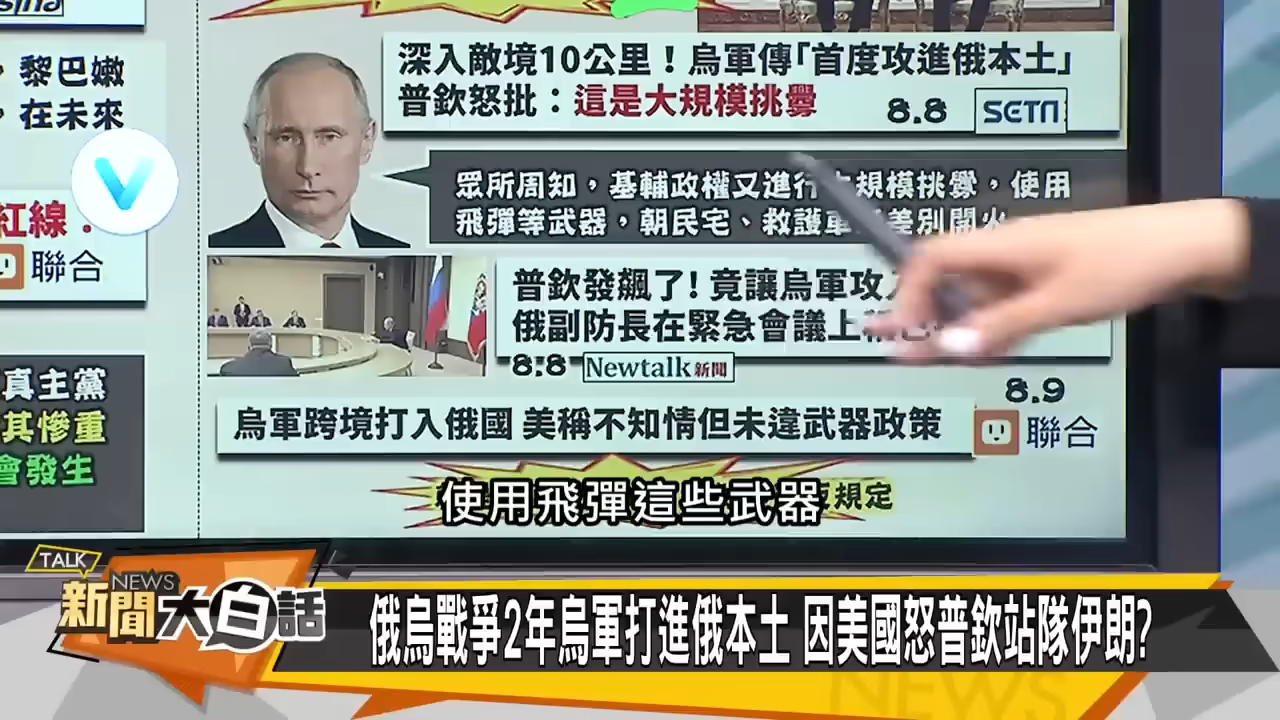 sina
，黎巴嫩
，在未來
紅線：
聯合
真主黨
其慘重
會發生
深入敵境10公里！烏軍傳「首度攻進俄本土」
普欽怒批：這是大規模挑釁 8.8 SETN
眾所周知，基輔政權又進行大規模挑釁，使用
飛彈等武器，朝民宅、救護車 差別開火
普欽發飆了！竟讓烏軍攻
俄副防長在緊急會議上
8.8 Newtalk新聞
8.9
烏軍跨境打入俄國 美稱不知情但未違武器政策
聯合
規定
使用飛彈這些武器
TALK
NEWS
新聞大白話
俄烏戰爭2年烏軍打進俄本土 因美國怒普欽站隊伊朗?
NEWS